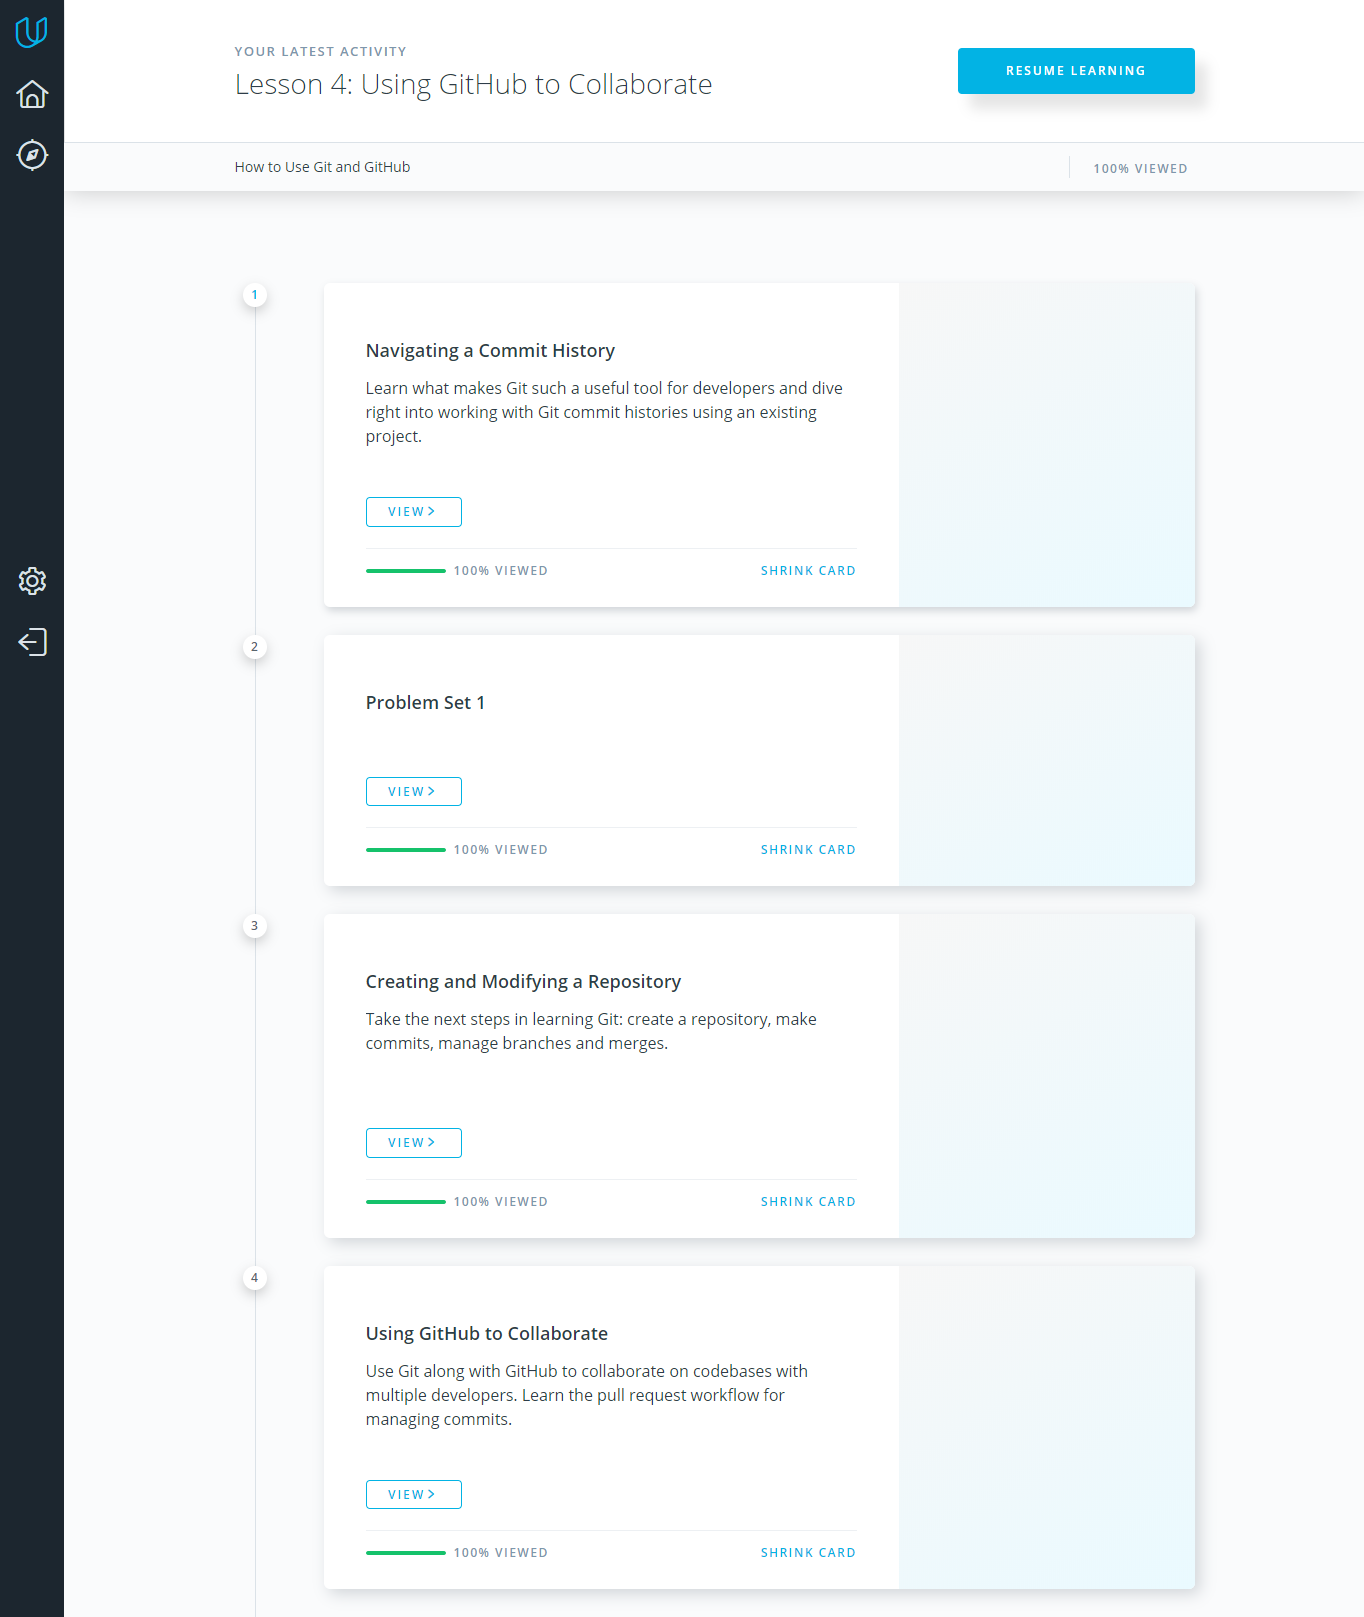 YOUR LATEST ACTIVITY
Lesson 4: Using GitHub to Collaborate
RESUME LEARNING
How to Use Git and GitHub
100% VIEWED
1
Navigating a Commit History
Learn what makes Git such a useful tool for developers and dive
right into working with Git commit histories using an existing
project.
VIEW >
100% VIEWED
SHRINK CARD
2
Problem Set 1
VIEW >
100% VIEWED
SHRINK CARD
3
Creating and Modifying a Repository
Take the next steps in learning Git: create a repository, make
commits, manage branches and merges.
VIEW >
100% VIEWED
SHRINK CARD
4
Using GitHub to Collaborate
Use Git along with GitHub to collaborate on codebases with
multiple developers. Learn the pull request workflow for
managing commits.
VIEW >
100% VIEWED
SHRINK CARD